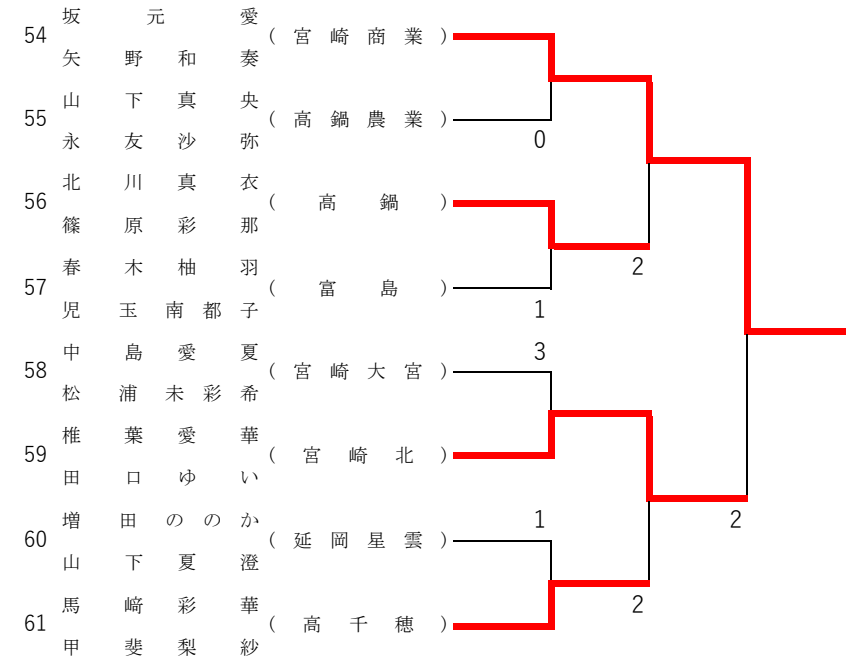 坂元愛
54 (宮崎商業)
矢野和奏
山下真央
55 (高鍋農業)
永友沙弥
0
北川真衣
56 (高鍋)
篠原彩那
2
春木柚羽
57 (富島)
児玉南都子
1
中島愛夏
3
58 (宮崎大宮)
松浦未彩希
椎葉愛華
59 (宮崎北)
田口ゆい
増田ののか
1
2
60 (延岡星雲)
山下夏澄
馬﨑彩華
2
61 (高千穂)
甲斐梨紗